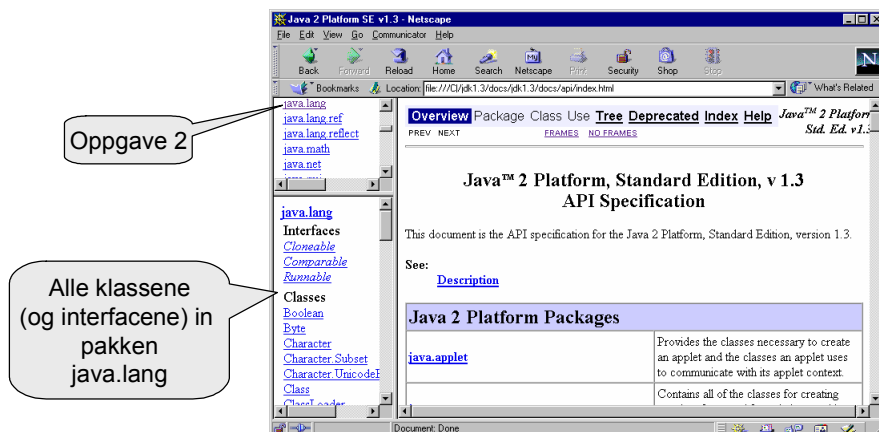 Java 2 Platform SE v1.3 - Netscape
File Edit View Go Communicator Help
Back Forward Reload Home Search Netscape Print Security Shop Stop
N
Bookmarks Location: file:///C|/jdk1.3/docs/jdk1.3/docs/api/index.html What's Related
java.lang
java.lang.ref
java.lang.reflect
java.math
java.net
Oppgave 2
java.lang
Interfaces
Cloneable
Comparable
Runnable
Classes
Boolean
Byte
Character
Character.Subset
Character.UnicodeB
Class
ClassLoader
Alle klassene
(og interfacene) in
pakken
java.lang
Overview Package Class Use Tree Deprecated Index Help
PREV NEXT FRAMES NO FRAMES
Java™ 2 Platform
Std. Ed. v1.3
Java™ 2 Platform, Standard Edition, v 1.3
API Specification
This document is the API specification for the Java 2 Platform, Standard Edition, version 1.3.
See:
Description
Java 2 Platform Packages
java.applet
Provides the classes necessary to create
an applet and the classes an applet uses
to communicate with its applet context.
Contains all of the classes for creating
Document: Done